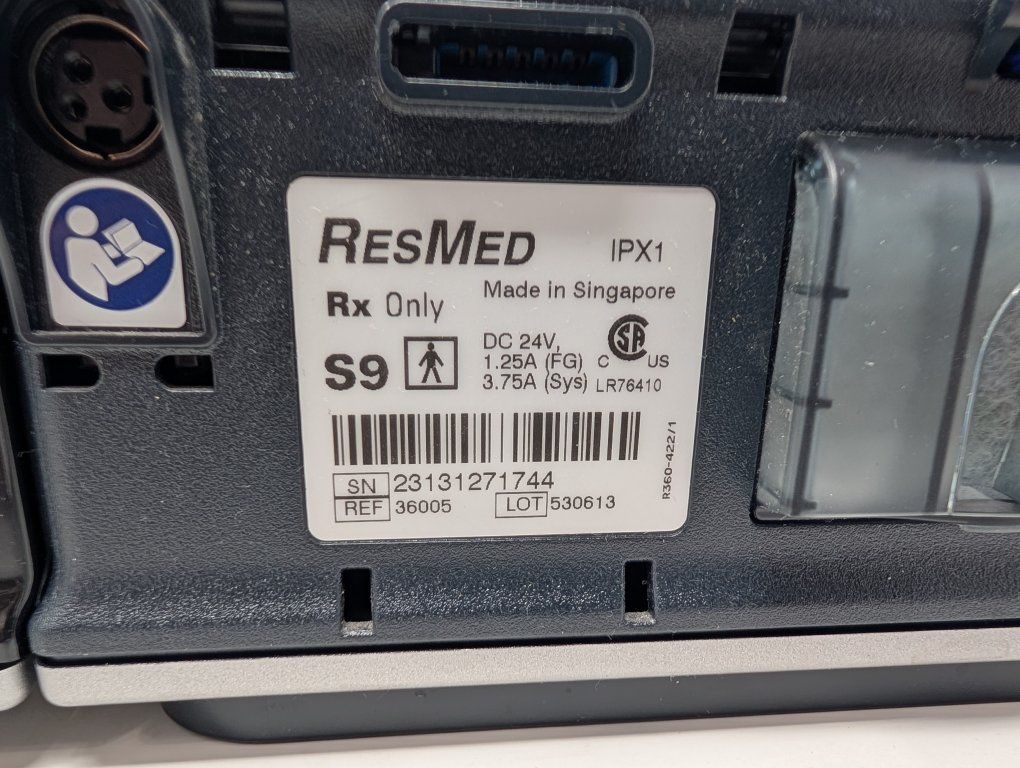 RESMED IPX1
Made in Singapore
Rx Only
S9
DC 24V,
1.25A (FG)
3.75A (Sys)
C SA US
LR76410
R360-422/1
SN 23131271744
REF 36005 LOT 530613